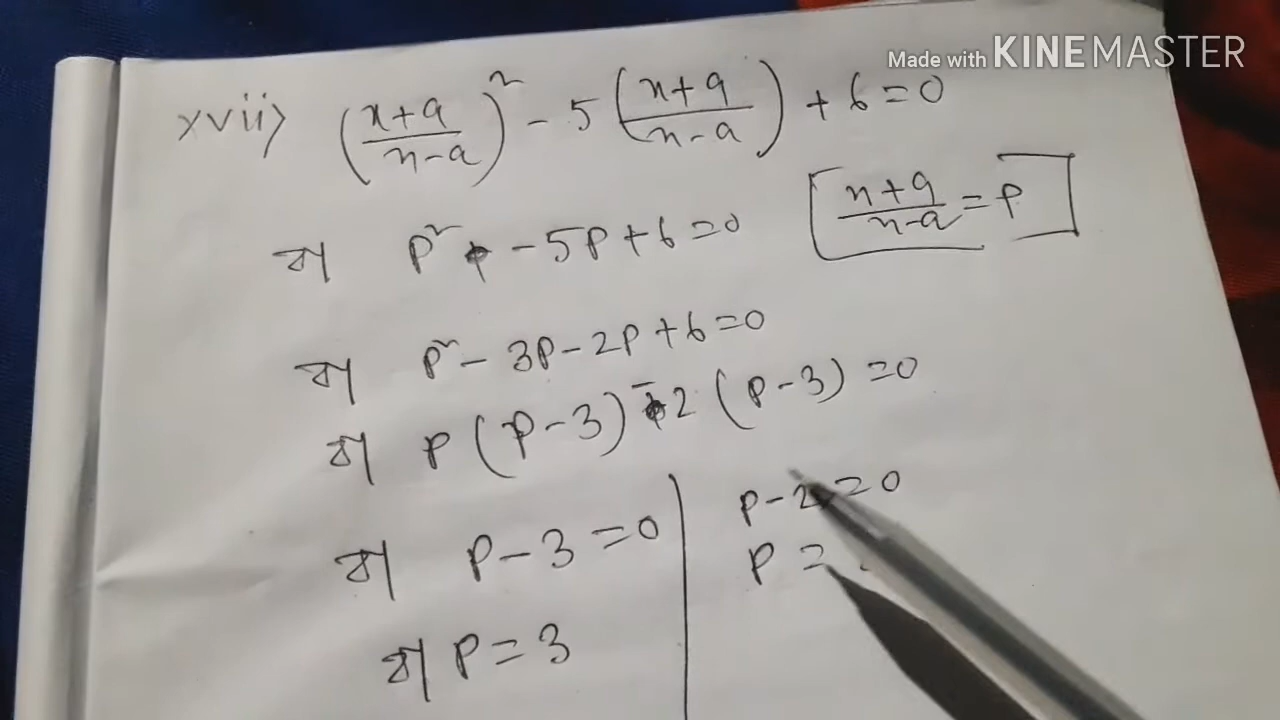 Made with KINEMASTER
xvii) (x+a/x-a)² - 5 (x+a/x-a) + 6 = 0
বা P² - 5P + 6 = 0 [x+a/x-a = P]
বা P² - 3P - 2P + 6 = 0
বা P (P - 3) - 2 (P - 3) = 0
বা P - 3 = 0 | P - 2 = 0
বা P = 3 | P =